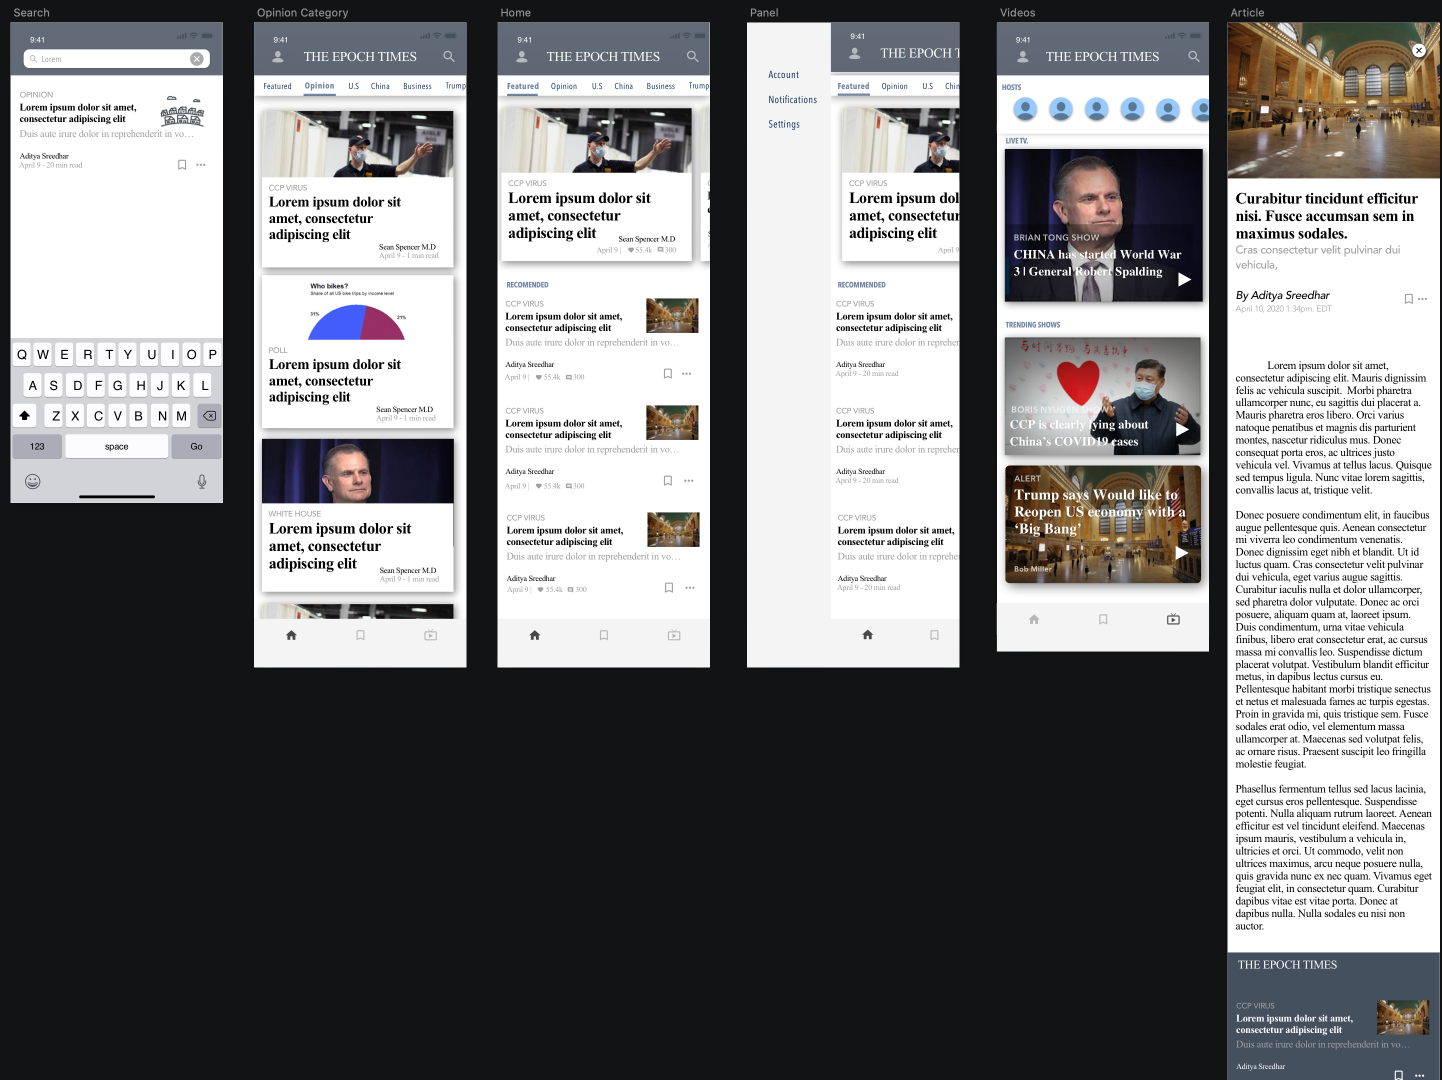 Search
9:41
Lorem
OPINION
Lorem ipsum dolor sit amet,
consectetur adipiscing elit
Duis aute irure dolor in reprehenderit in vo…
Aditya Sreedhar
April 9 - 20 min read
Q W E R T Y U I O P
A S D F G H J K L
Z X C V B N M
123 space Go
Opinion Category
9:41
THE EPOCH TIMES
Featured Opinion U.S China Business Trump
AISLE
CCP VIRUS
Lorem ipsum dolor sit
amet, consectetur
adipiscing elit
Sean Spencer M.D
April 9 - 1 min read
Who bikes?
Share of all US bike trips by income level
31% 21%
POLL
Lorem ipsum dolor sit
amet, consectetur
adipiscing elit
Sean Spencer M.D
April 9 - 1 min read
WHITE HOUSE
Lorem ipsum dolor sit
amet, consectetur
adipiscing elit
Sean Spencer M.D
April 9 - 1 min read
Home
9:41
THE EPOCH TIMES
Featured Opinion U.S China Business Trump
AISLE
CCP VIRUS
Lorem ipsum dolor sit
amet, consectetur
adipiscing elit
Sean Spencer M.D
April 9 | 55.4k 300
RECOMENDED
CCP VIRUS
Lorem ipsum dolor sit amet,
consectetur adipiscing elit
Duis aute irure dolor in reprehenderit in vo…
Aditya Sreedhar
April 9 | 55.4k 300
CCP VIRUS
Lorem ipsum dolor sit amet,
consectetur adipiscing elit
Duis aute irure dolor in reprehenderit in vo…
Aditya Sreedhar
April 9 | 55.4k 300
CCP VIRUS
Lorem ipsum dolor sit amet,
consectetur adipiscing elit
Duis aute irure dolor in reprehenderit in vo…
Aditya Sreedhar
April 9 | 55.4k 300
Panel
Account
Notifications
Settings
9:41
THE EPOCH T
Featured Opinion U.S Chin
CCP VIRUS
Lorem ipsum dol
amet, consectetu
adipiscing elit
April 9
RECOMMENDED
CCP VIRUS
Lorem ipsum dolor sit amet,
consectetur adipiscing elit
Duis aute irure dolor in reprehen
Aditya Sreedhar
April 9 - 20 min read
CCP VIRUS
Lorem ipsum dolor sit amet,
consectetur adipiscing elit
Duis aute irure dolor in reprehen
Aditya Sreedhar
April 9 - 20 min read
CCP VIRUS
Lorem ipsum dolor sit amet,
consectetur adipiscing elit
Duis aute irure dolor in reprehen
Aditya Sreedhar
April 9 - 20 min read
Videos
9:41
THE EPOCH TIMES
HOSTS
LIVE TV.
BRIAN TONG SHOW
CHINA has started World War
3 | General Robert Spalding
TRENDING SHOWS
BORIS NYUGEN SHOW
CCP is clearly lying about
China's COVID19 cases
ALERT
Trump says Would like to
Reopen US economy with a
'Big Bang'
Bob Miller
Article
Curabitur tincidunt efficitur
nisi. Fusce accumsan sem in
maximus sodales.
Cras consectetur velit pulvinar dui
vehicula,
By Aditya Sreedhar
April 10, 2020 1:34pm. EDT
Lorem ipsum dolor sit amet,
consectetur adipiscing elit. Mauris dignissim
felis ac vehicula suscipit. Morbi pharetra
ullamcorper nunc, eu sagittis dui placerat a.
Mauris pharetra eros libero. Orci varius
natoque penatibus et magnis dis parturient
montes, nascetur ridiculus mus. Donec
consequat porta eros, ac ultrices justo
vehicula vel. Vivamus at tellus lacus. Quisque
sed tempus ligula. Nunc vitae lorem sagittis,
convallis lacus at, tristique velit.
Donec posuere condimentum elit, in faucibus
augue pellentesque quis. Aenean consectetur
mi viverra leo condimentum venenatis.
Donec dignissim eget nibh et blandit. Ut id
luctus quam. Cras consectetur velit pulvinar
dui vehicula, eget varius augue sagittis.
Curabitur iaculis nulla et dolor ullamcorper,
sed pharetra dolor vulputate. Donec ac orci
posuere, aliquam quam at, laoreet ipsum.
Duis condimentum, urna vitae vehicula
finibus, libero erat consectetur erat, ac cursus
massa mi convallis leo. Suspendisse dictum
placerat volutpat. Vestibulum blandit efficitur
metus, in dapibus lectus cursus eu.
Pellentesque habitant morbi tristique senectus
et netus et malesuada fames ac turpis egestas.
Proin in gravida mi, quis tristique sem. Fusce
sodales erat odio, vel elementum massa
ullamcorper at. Maecenas sed volutpat felis,
ac ornare risus. Praesent suscipit leo fringilla
molestie feugiat.
Phasellus fermentum tellus sed lacus lacinia,
eget cursus eros pellentesque. Suspendisse
potenti. Nulla aliquam rutrum laoreet. Aenean
efficitur est vel tincidunt eleifend. Maecenas
ipsum mauris, vestibulum a vehicula in,
ultricies et orci. Ut commodo, velit non
ultrices maximus, arcu neque posuere nulla,
quis gravida nunc ex nec quam. Vivamus eget
feugiat elit, in consectetur quam. Curabitur
dapibus vitae est vitae porta. Donec at
dapibus nulla. Nulla sodales eu nisi non
auctor.
THE EPOCH TIMES
CCP VIRUS
Lorem ipsum dolor sit amet,
consectetur adipiscing elit
Duis aute irure dolor in reprehenderit in vo…
Aditya Sreedhar